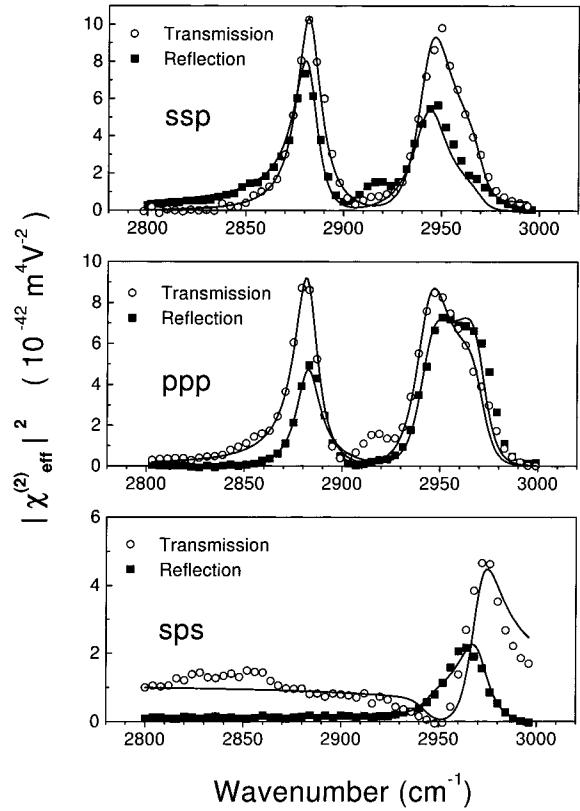 |χ(2)eff|² ( 10⁻⁴² m⁴V⁻² )
10
8
6
4
2
0
Transmission
Reflection
ssp
2800 2850 2900 2950 3000
10
8
6
4
2
0
Transmission
Reflection
ppp
2800 2850 2900 2950 3000
6
4
2
0
Transmission
Reflection
sps
2800 2850 2900 2950 3000
Wavenumber (cm⁻¹)